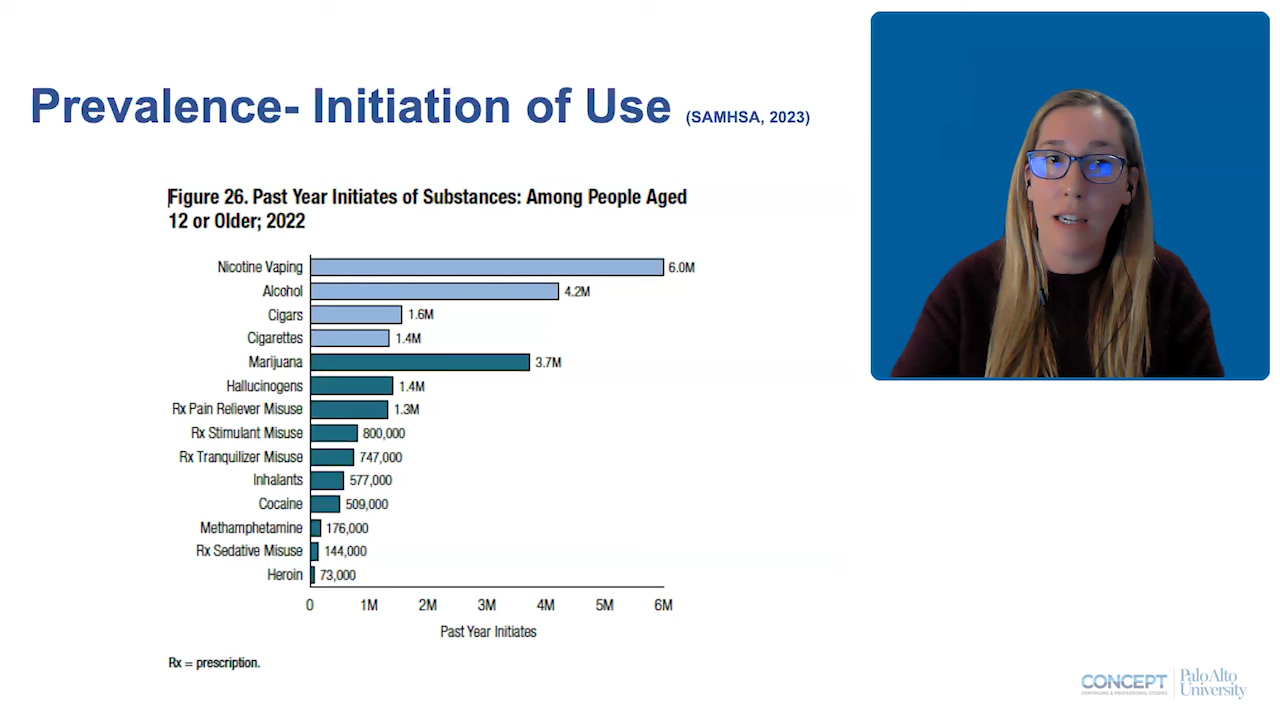 Prevalence- Initiation of Use (SAMHSA, 2023)
Figure 26. Past Year Initiates of Substances: Among People Aged
12 or Older; 2022
Nicotine Vaping 6.0M
Alcohol 4.2M
Cigars 1.6M
Cigarettes 1.4M
Marijuana 3.7M
Hallucinogens 1.4M
Rx Pain Reliever Misuse 1.3M
Rx Stimulant Misuse 800,000
Rx Tranquilizer Misuse 747,000
Inhalants 577,000
Cocaine 509,000
Methamphetamine 176,000
Rx Sedative Misuse 144,000
Heroin 73,000
0 1M 2M 3M 4M 5M 6M
Past Year Initiates
Rx = prescription.
CONCEPT
CONTINUING & PROFESSIONAL STUDIES
Palo Alto
University